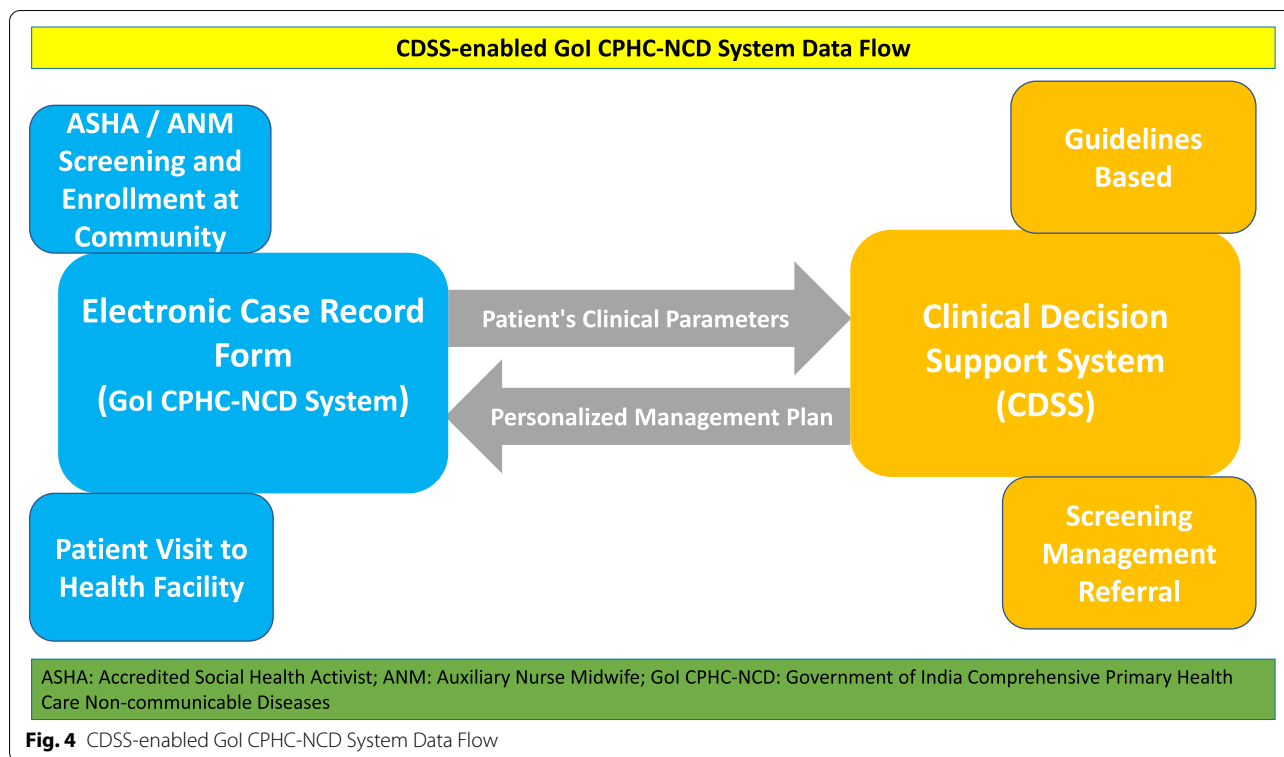 CDSS-enabled GoI CPHC-NCD System Data Flow
ASHA / ANM
Screening and
Enrollment at
Community
Guidelines
Based
Electronic Case Record
Form
(GoI CPHC-NCD System)
Patient's Clinical Parameters
Personalized Management Plan
Clinical Decision
Support System
(CDSS)
Patient Visit to
Health Facility
Screening
Management
Referral
ASHA: Accredited Social Health Activist; ANM: Auxiliary Nurse Midwife; GoI CPHC-NCD: Government of India Comprehensive Primary Health
Care Non-communicable Diseases
Fig. 4 CDSS-enabled GoI CPHC-NCD System Data Flow